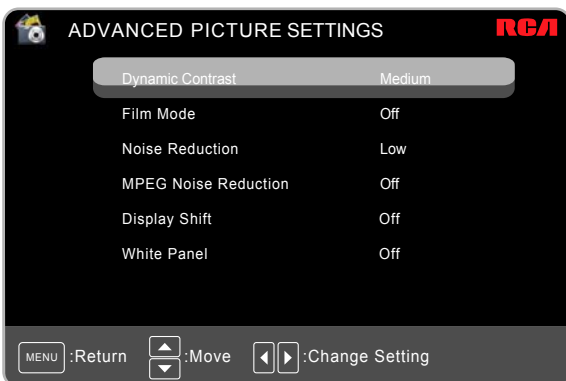 ADVANCED PICTURE SETTINGS RCA
Dynamic Contrast Medium
Film Mode Off
Noise Reduction Low
MPEG Noise Reduction Off
Display Shift Off
White Panel Off
MENU :Return :Move :Change Setting